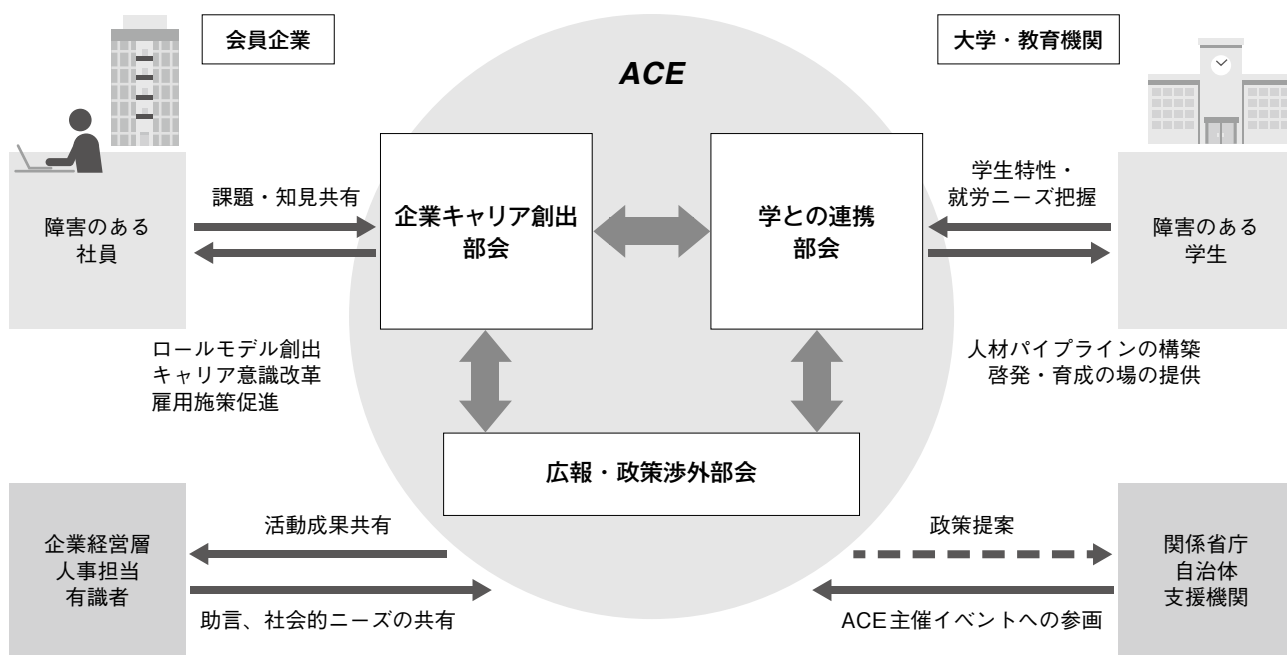 会員企業
大学・教育機関
ACE
障害のある
社員
課題・知見共有
企業キャリア創出
部会
学との連携
部会
学生特性・
就労ニーズ把握
障害のある
学生
ロールモデル創出
キャリア意識改革
雇用施策促進
人材パイプラインの構築
啓発・育成の場の提供
広報・政策渉外部会
企業経営層
人事担当
有識者
活動成果共有
助言、社会的ニーズの共有
政策提案
ACE主催イベントへの参画
関係省庁
自治体
支援機関